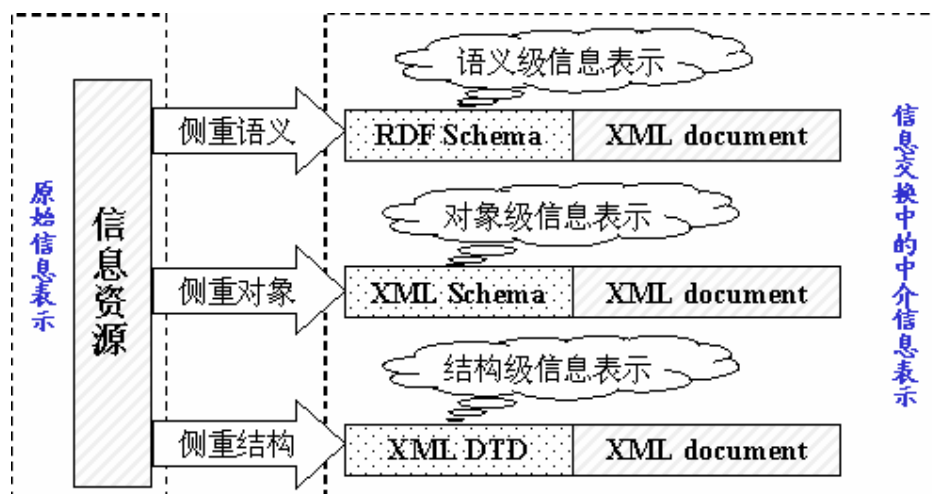 原始信息表示
信息资源
侧重语义
语义级信息表示
RDF Schema
XML document
侧重对象
对象级信息表示
XML Schema
XML document
侧重结构
结构级信息表示
XML DTD
XML document
信息交换中的中介信息表示